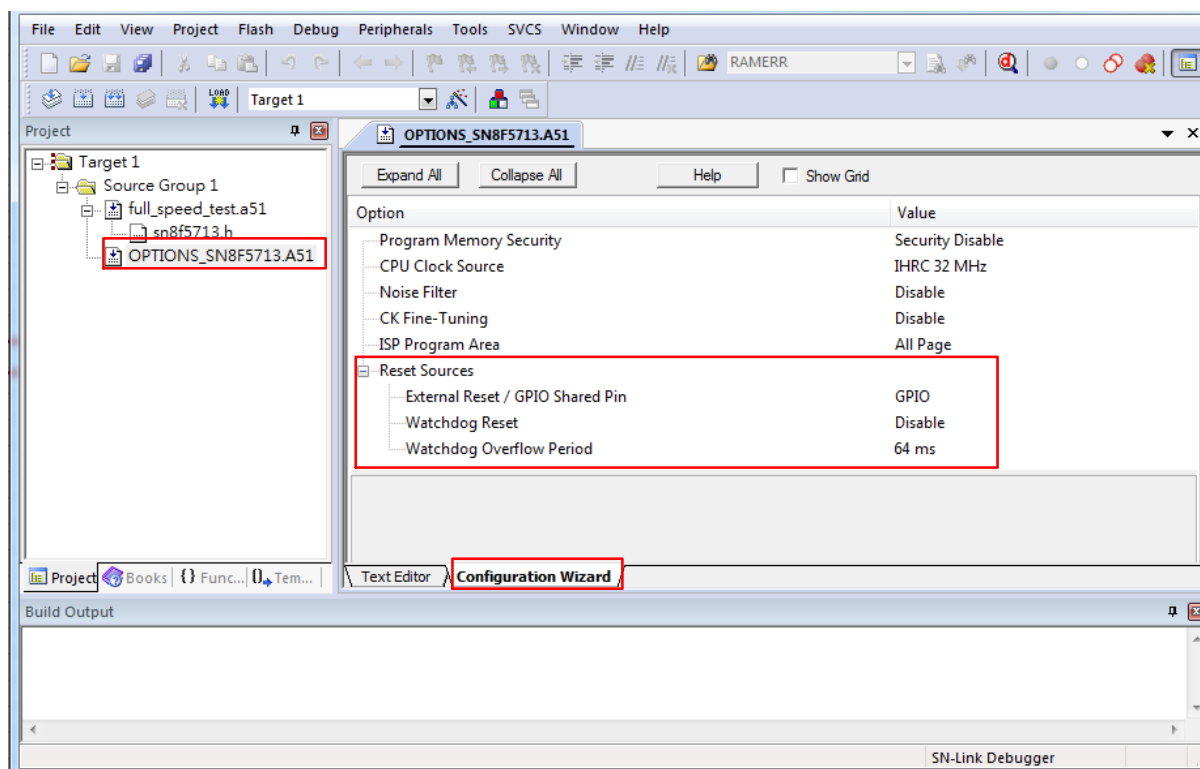 File Edit View Project Flash Debug Peripherals Tools SVCS Window Help
RAMERR
LOAD Target 1
Project
OPTIONS_SN8F5713.A51
Target 1
Source Group 1
full_speed_test.a51
sn8f5713.h
OPTIONS_SN8F5713.A51
Expand All Collapse All Help Show Grid
Option Value
Program Memory Security Security Disable
CPU Clock Source IHRC 32 MHz
Noise Filter Disable
CK Fine-Tuning Disable
ISP Program Area All Page
Reset Sources
External Reset / GPIO Shared Pin GPIO
Watchdog Reset Disable
Watchdog Overflow Period 64 ms
Project Books {} Func... 0 Tem...
Text Editor Configuration Wizard
Build Output
SN-Link Debugger